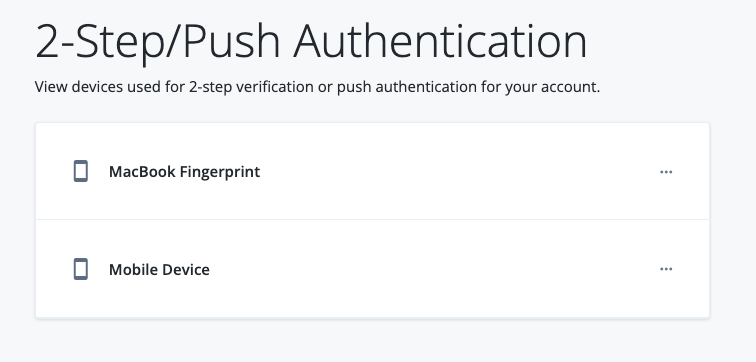 2-Step/Push Authentication
View devices used for 2-step verification or push authentication for your account.
MacBook Fingerprint
Mobile Device